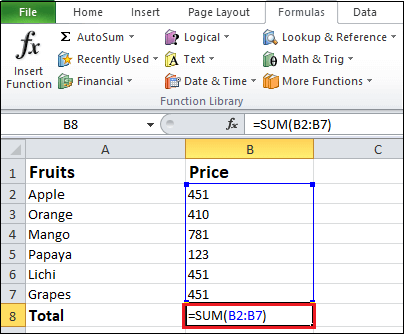 File Home Insert Page Layout Formulas Data
fx Σ AutoSum Logical Lookup & Reference
Insert Recently Used Text Math & Trig
Function Financial Date & Time More Functions
Function Library
B8 fx =SUM(B2:B7)
A B C
1 Fruits Price
2 Apple 451
3 Orange 410
4 Mango 781
5 Papaya 123
6 Lichi 451
7 Grapes 451
8 Total =SUM(B2:B7)